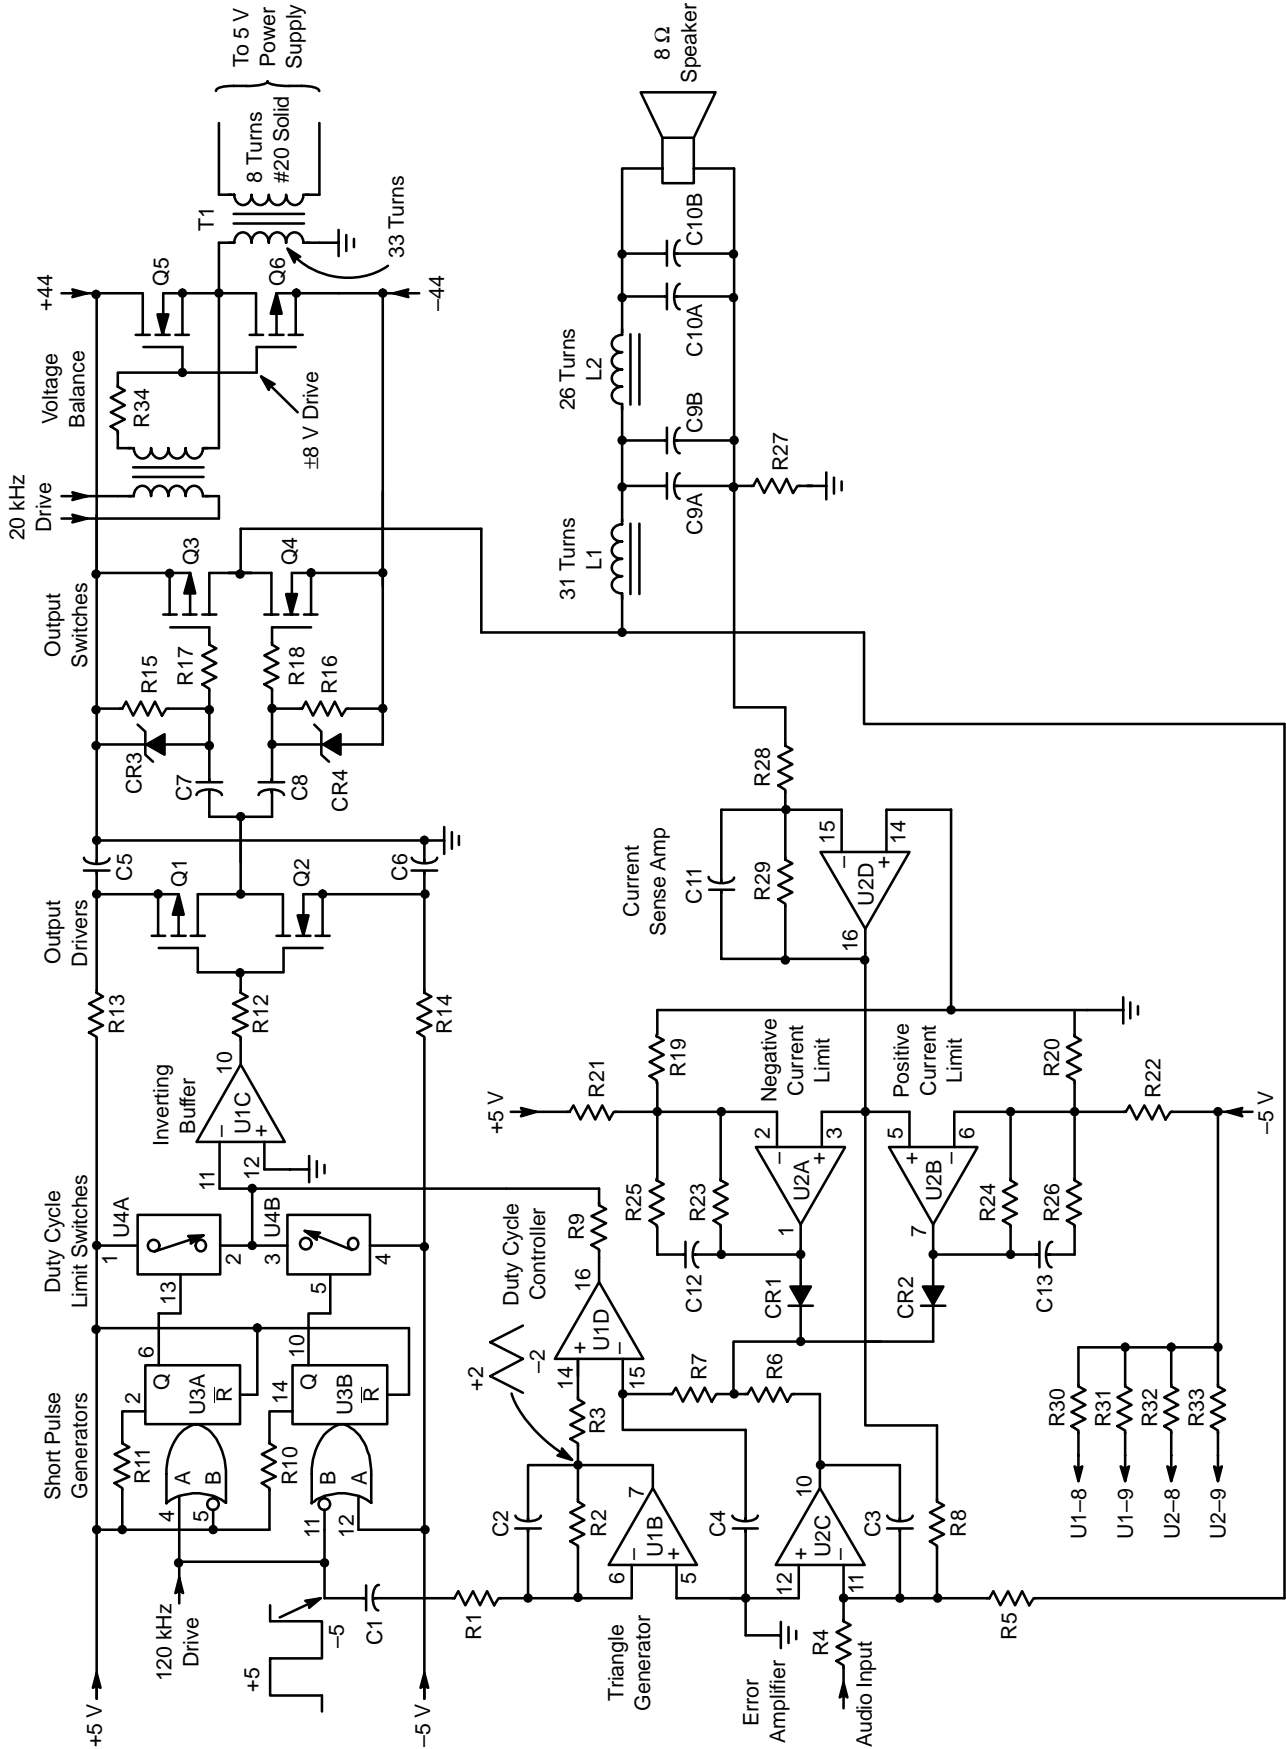 +5 V
–5 V
120 kHz
Drive
+5
–5
C1
R1
Short Pulse
Generators
R11
R10
4
5
A
B
11
12
B
A
2
Q
6
U3A
R̅
14
Q
10
U3B
R̅
Duty Cycle
Limit Switches
1
U4A
2
13
3
U4B
4
5
Inverting
Buffer
11
12
–
+
U1C
10
R12
R13
R14
Output
Drivers
Q1
Q2
C5
C6
C7
C8
CR3
CR4
R15
R16
R17
R18
Output
Switches
Q3
Q4
20 kHz
Drive
R34
Voltage
Balance
±8 V Drive
+44
–44
Q5
Q6
T1
33 Turns
8 Turns
#20 Solid
To 5 V
Power
Supply
Triangle
Generator
C2
R2
6
5
–
+
U1B
7
R3
+2
–2
Duty Cycle
Controller
14
15
+
–
U1D
16
R9
C4
R7
R6
Error
Amplifier
Audio Input
R4
12
11
+
–
U2C
10
C3
R8
R5
CR1
CR2
C12
R25
R23
1
U2A
2
3
–
+
Negative
Current
Limit
+5 V
R21
R19
Positive
Current
Limit
7
U2B
5
6
+
–
R24
R26
C13
R20
R22
–5 V
Current
Sense Amp
C11
R29
16
U2D
15
14
–
+
R28
31 Turns
L1
C9A
C9B
R27
26 Turns
L2
C10A
C10B
8 Ω
Speaker
U1–8
R30
U1–9
R31
U2–8
R32
U2–9
R33